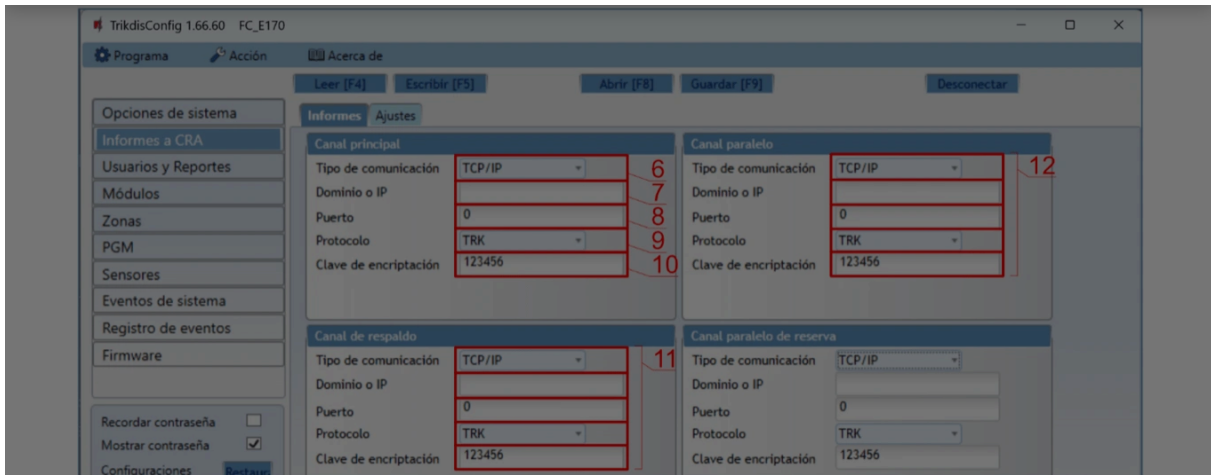 TrikdisConfig 1.66.60 FC_E170
Programa Acción Acerca de
Leer [F4] Escribir [F5] Abrir [F8] Guardar [F9] Desconectar
Opciones de sistema
Informes a CRA
Usuarios y Reportes
Módulos
Zonas
PGM
Sensores
Eventos de sistema
Registro de eventos
Firmware
Recordar contraseña
Mostrar contraseña
Configuraciones Restaur
Informes Ajustes
Canal principal
Tipo de comunicación TCP/IP 6
Dominio o IP 7
Puerto 0 8
Protocolo TRK 9
Clave de encriptación 123456 10
Canal paralelo
Tipo de comunicación TCP/IP 12
Dominio o IP
Puerto 0
Protocolo TRK
Clave de encriptación 123456
Canal de respaldo
Tipo de comunicación TCP/IP 11
Dominio o IP
Puerto 0
Protocolo TRK
Clave de encriptación 123456
Canal paralelo de reserva
Tipo de comunicación TCP/IP
Dominio o IP
Puerto 0
Protocolo TRK
Clave de encriptación 123456